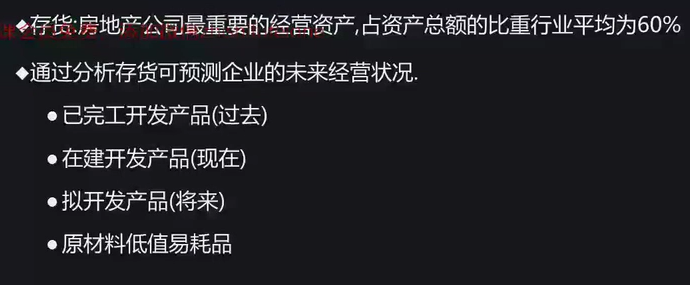 ◆存货:房地产公司最重要的经营资产,占资产总额的比重行业平均为60%
◆通过分析存货可预测企业的未来经营状况.
●已完工开发产品(过去)
●在建开发产品(现在)
●拟开发产品(将来)
●原材料低值易耗品